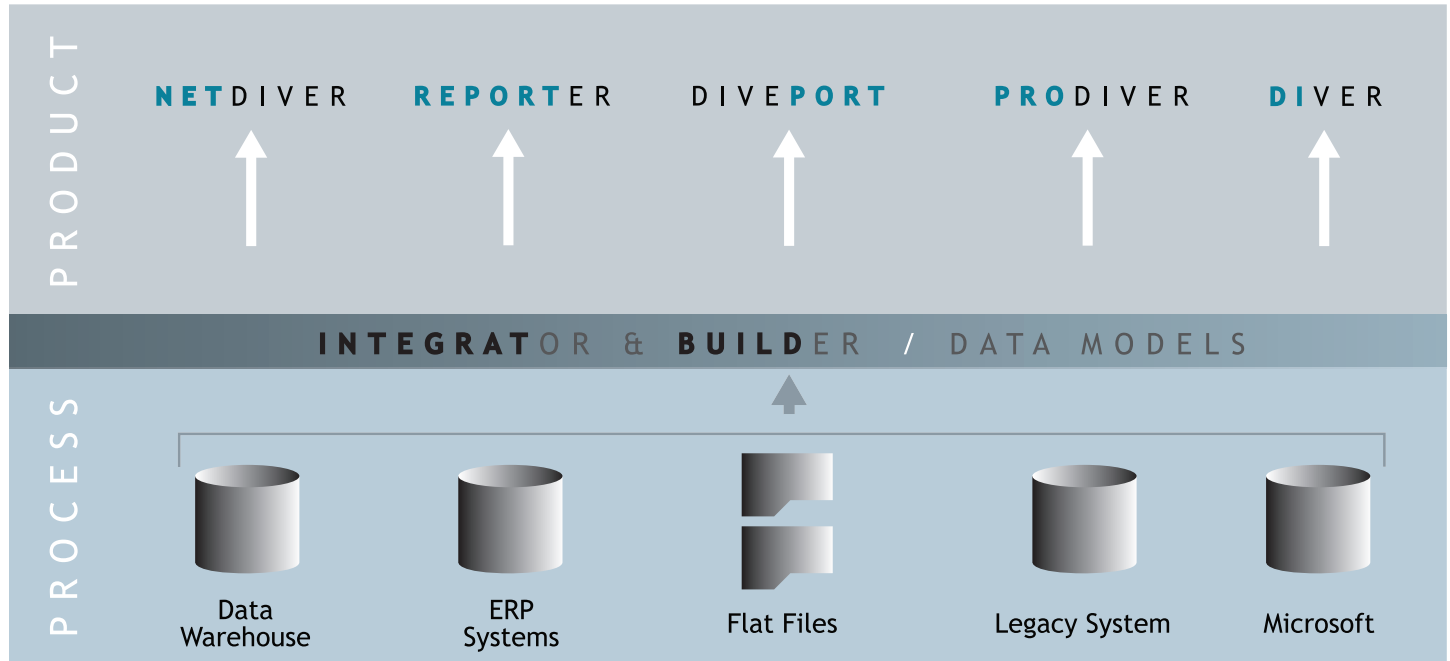 PRODUCT
NETDIVER
REPORTER
DIVEPORT
PRODIVER
DIVER
INTEGRATOR & BUILDER / DATA MODELS
PROCESS
Data
Warehouse
ERP
Systems
Flat Files
Legacy System
Microsoft